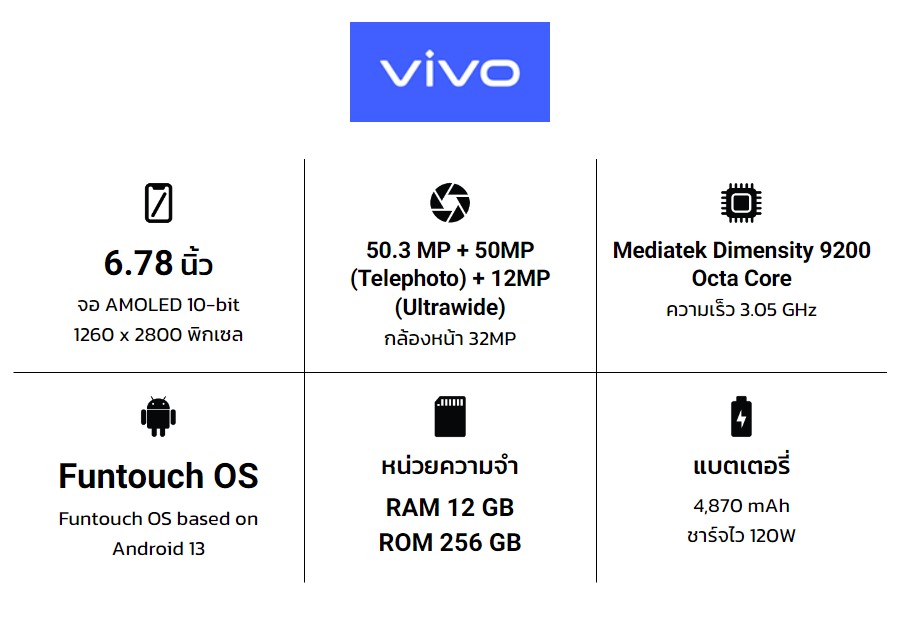 vivo
6.78 นิ้ว
จอ AMOLED 10-bit
1260 x 2800 พิกเซล
50.3 MP + 50MP
(Telephoto) + 12MP
(Ultrawide)
กล้องหน้า 32MP
Mediatek Dimensity 9200
Octa Core
ความเร็ว 3.05 GHz
Funtouch OS
Funtouch OS based on
Android 13
หน่วยความจำ
RAM 12 GB
ROM 256 GB
แบตเตอรี่
4,870 mAh
ชาร์จไว 120W